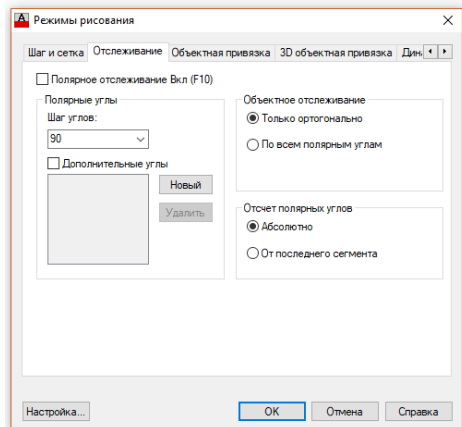 A Режимы рисования
Шаг и сетка Отслеживание Объектная привязка 3D объектная привязка Дин
Полярное отслеживание Вкл (F10)
Полярные углы
Шаг углов:
90
Дополнительные углы
Новый
Удалить
Объектное отслеживание
Только ортогонально
По всем полярным углам
Отсчет полярных углов
Абсолютно
От последнего сегмента
Настройка... OK Отмена Справка